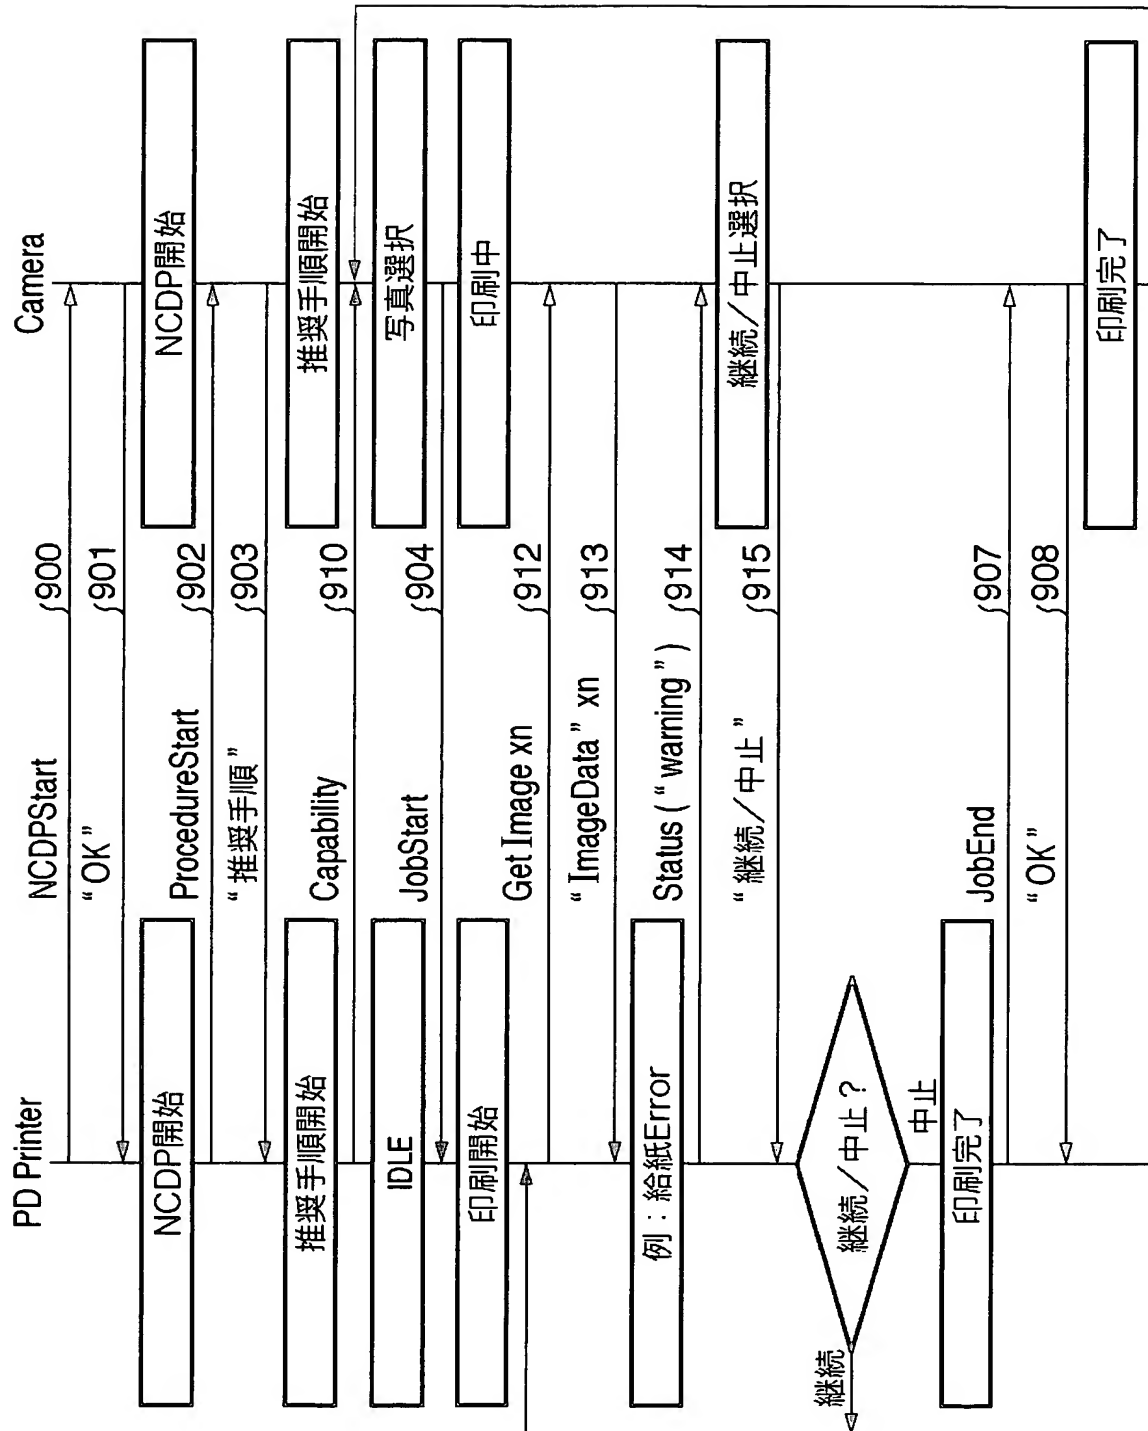 PD Printer
Camera
NCDPStart
900
“OK”
901
NCDP開始
NCDP開始
ProcedureStart
902
“推奨手順”
903
推奨手順開始
推奨手順開始
Capability
910
IDLE
写真選択
JobStart
904
印刷開始
印刷中
Get Image xn
912
“ImageData” xn
913
例：給紙Error
Status (“warning”)
914
継続／中止選択
“継続／中止”
915
継続／中止？
継続
中止
印刷完了
JobEnd
907
“OK”
908
印刷完了